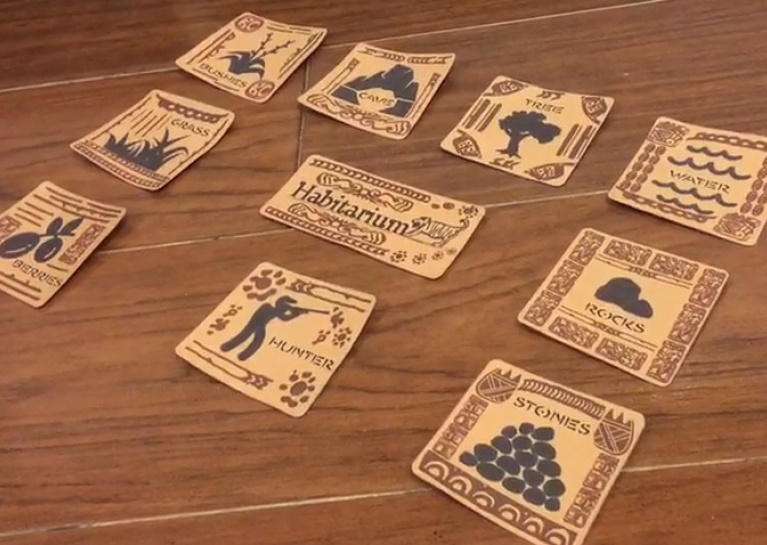 BUSHES
CAVE
TREE
GRASS
WATER
Habitarium
BERRIES
ROCKS
HUNTER
STONES